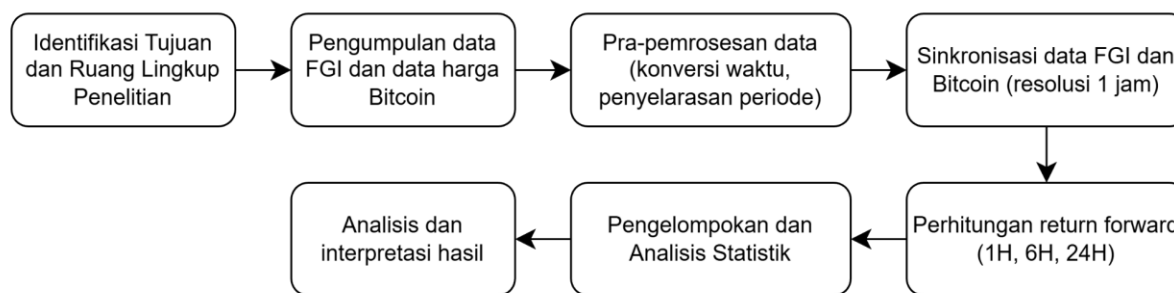 Identifikasi Tujuan
dan Ruang Lingkup
Penelitian
Pengumpulan data
FGI dan data harga
Bitcoin
Pra-pemrosesan data
(konversi waktu,
penyelarasan periode)
Sinkronisasi data FGI dan
Bitcoin (resolusi 1 jam)
Perhitungan return forward
(1H, 6H, 24H)
Pengelompokan dan
Analisis Statistik
Analisis dan
interpretasi hasil